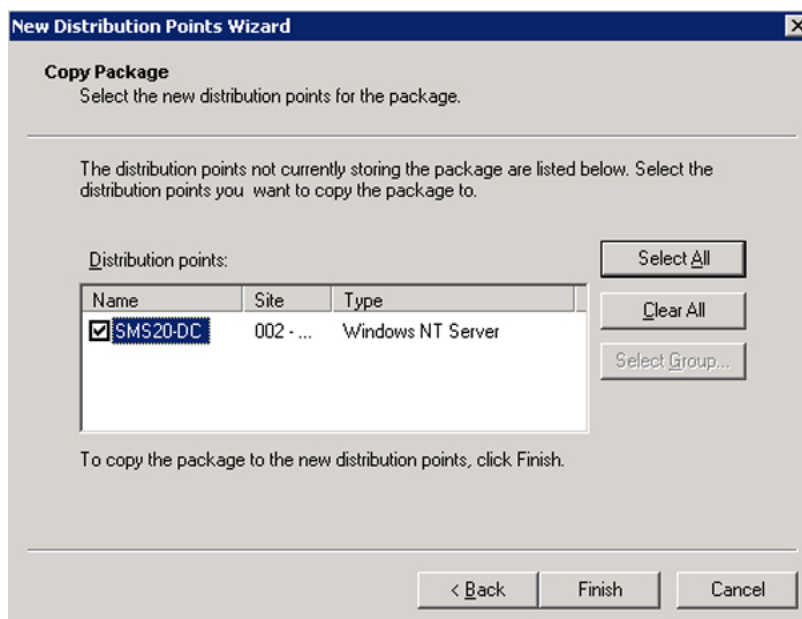 New Distribution Points Wizard
Copy Package
Select the new distribution points for the package.
The distribution points not currently storing the package are listed below. Select the
distribution points you want to copy the package to.
Distribution points:
Select All
Name Site Type
Clear All
SMS20-DC 002 - ... Windows NT Server
Select Group...
To copy the package to the new distribution points, click Finish.
< Back Finish Cancel